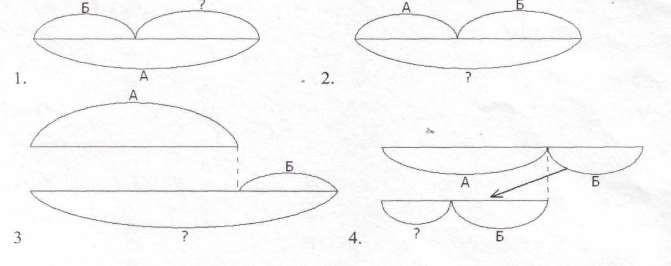 Б ? А Б
1. А 2. ?
А
А Б
Б
3 ? 4. ? Б